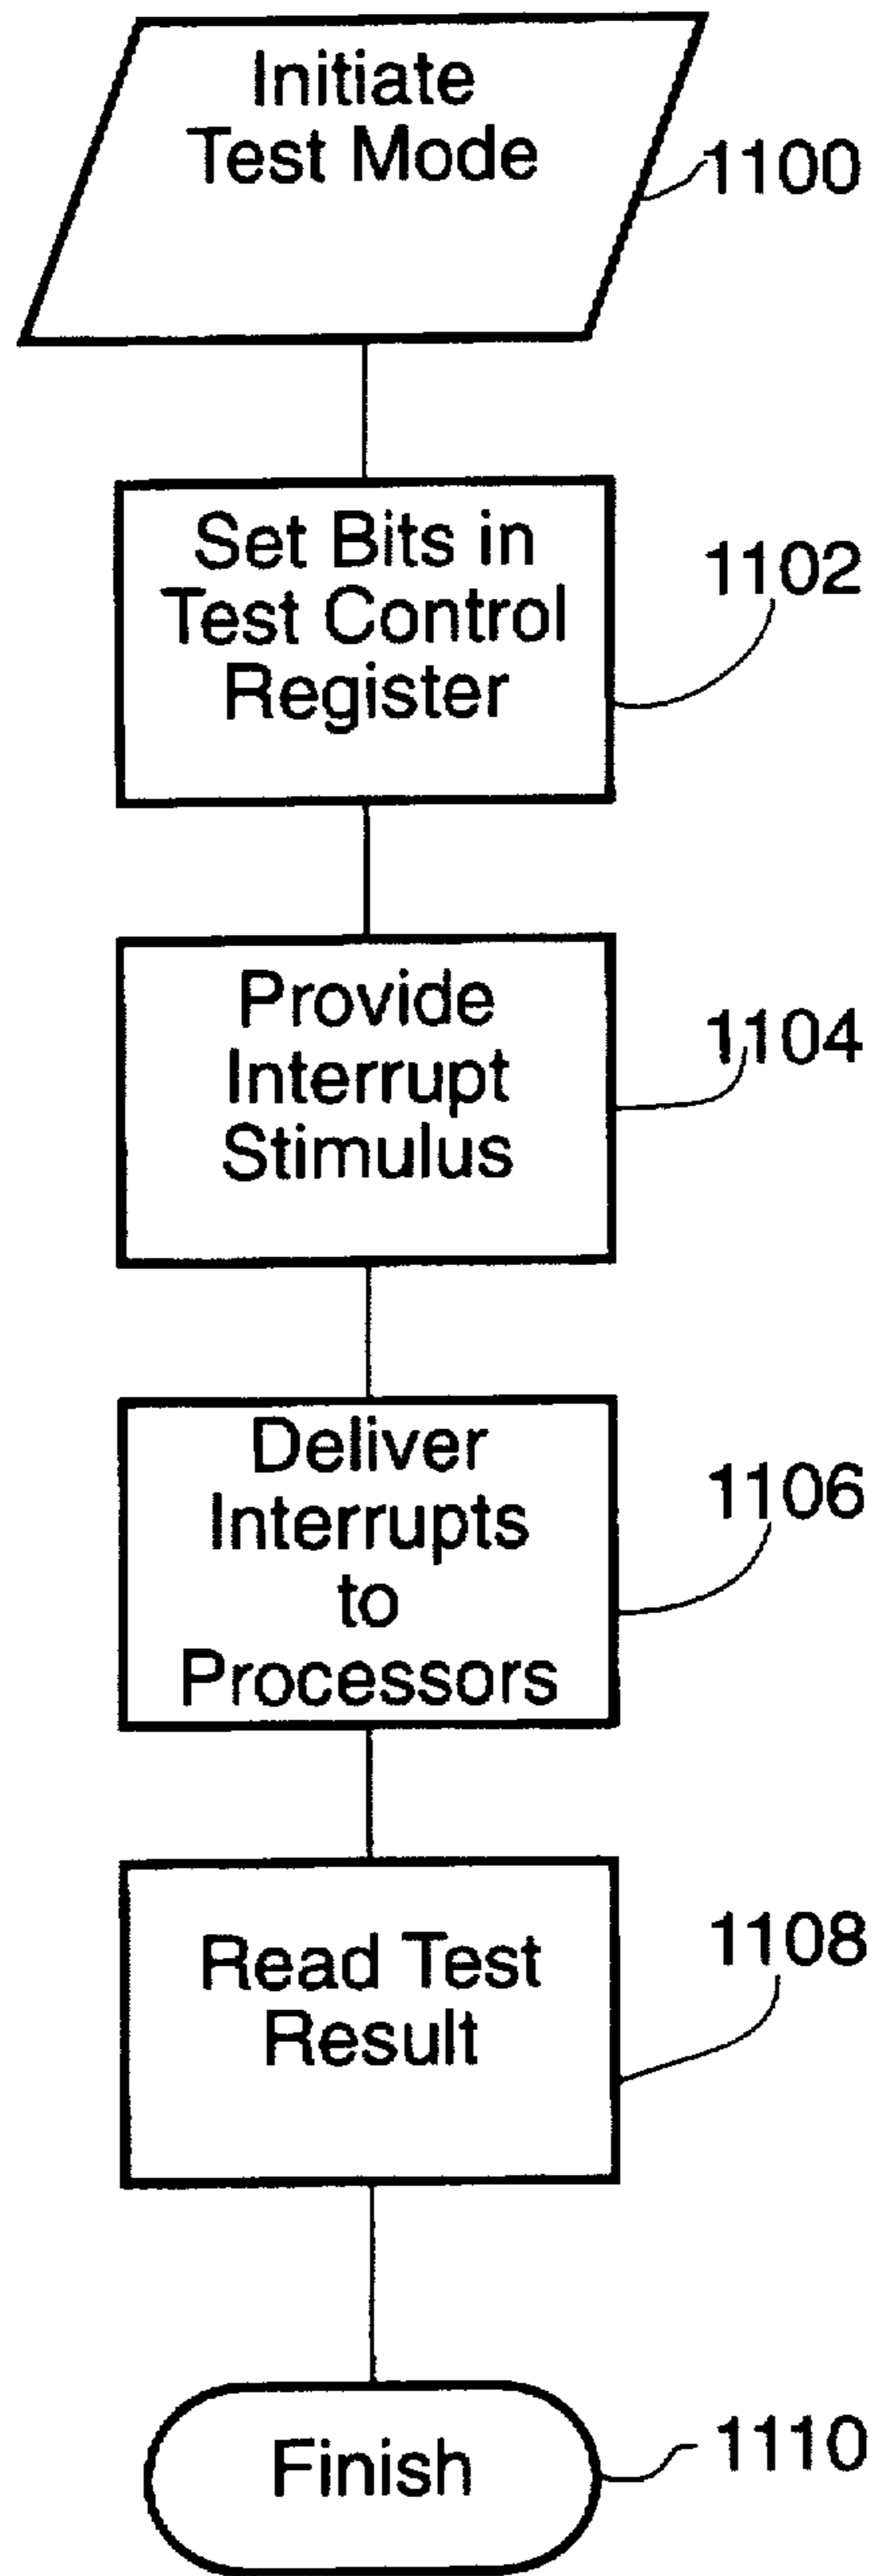 Initiate
Test Mode
1100
Set Bits in
Test Control
Register
1102
Provide
Interrupt
Stimulus
1104
Deliver
Interrupts
to
Processors
1106
Read Test
Result
1108
Finish
1110